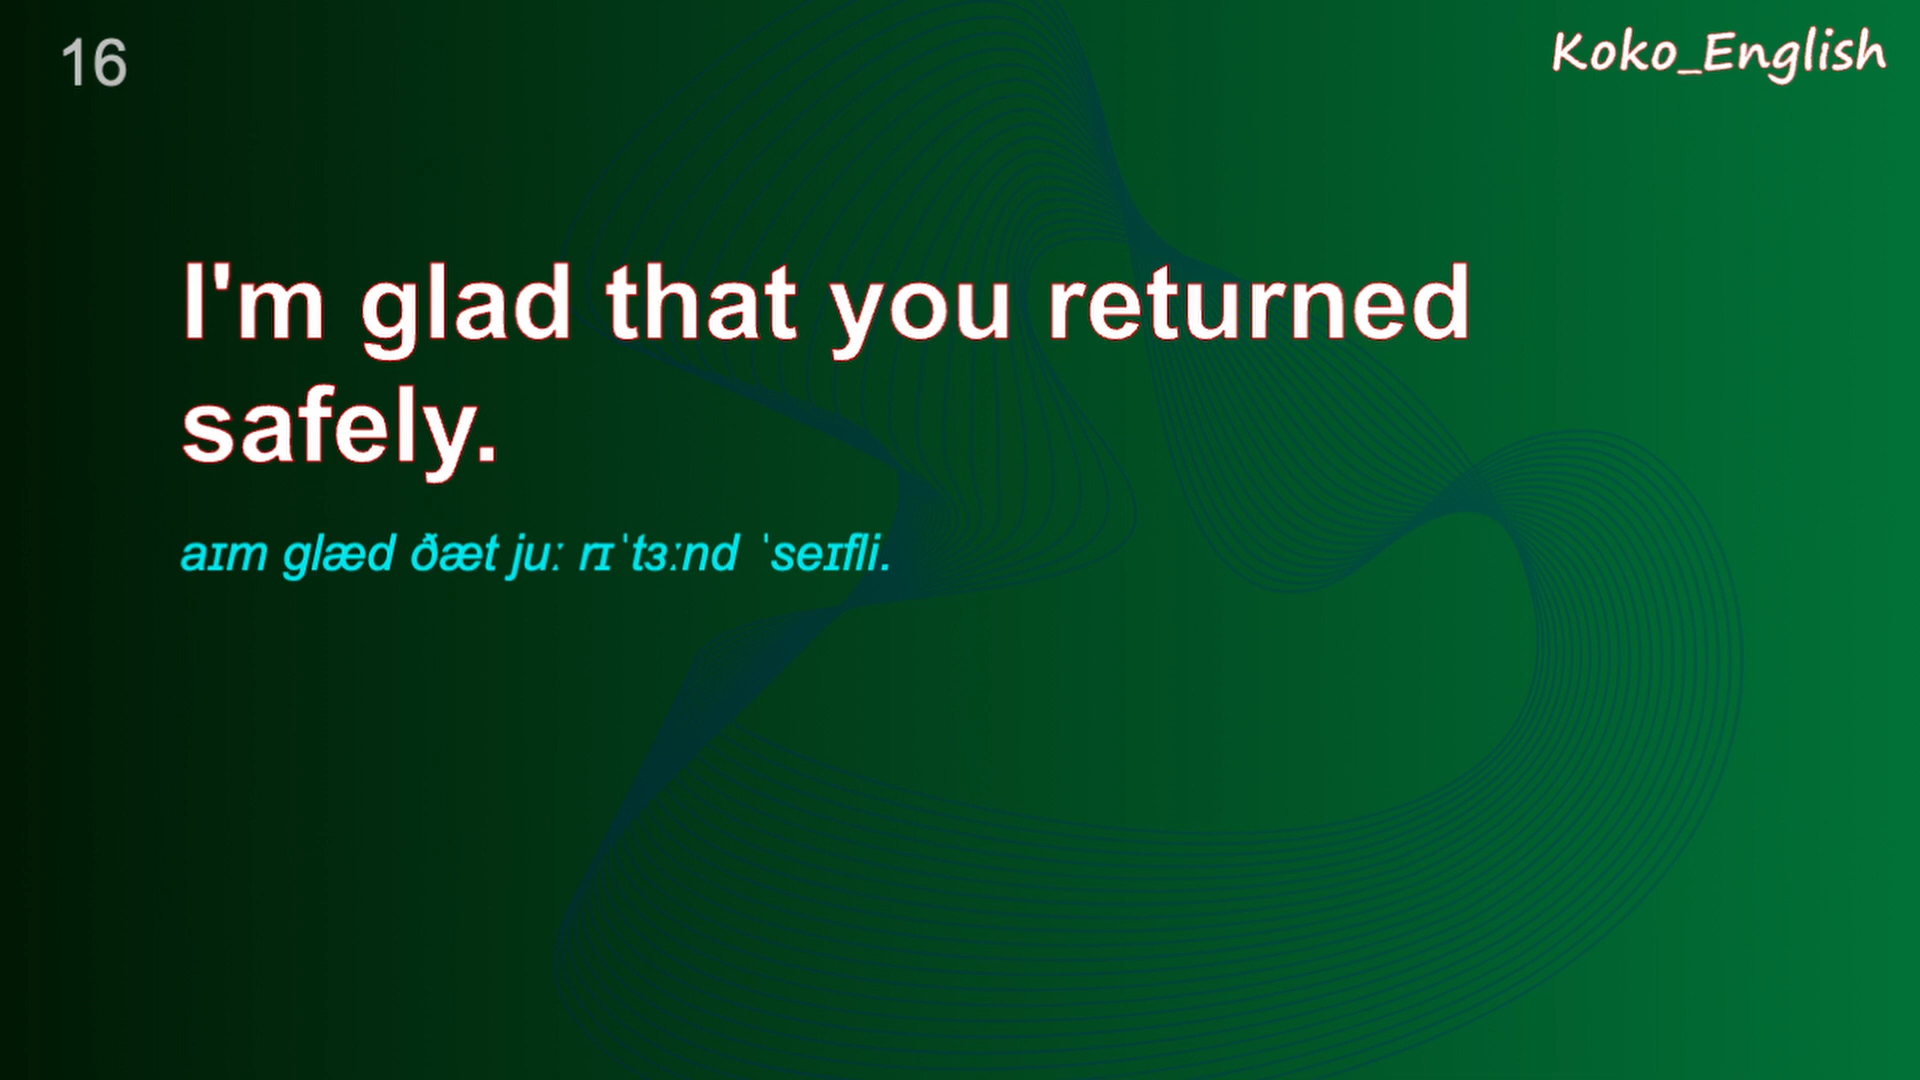 16
Koko_English
I'm glad that you returned
safely.
aɪm glæd ðæt juː rɪˈtɜːnd ˈseɪfli.